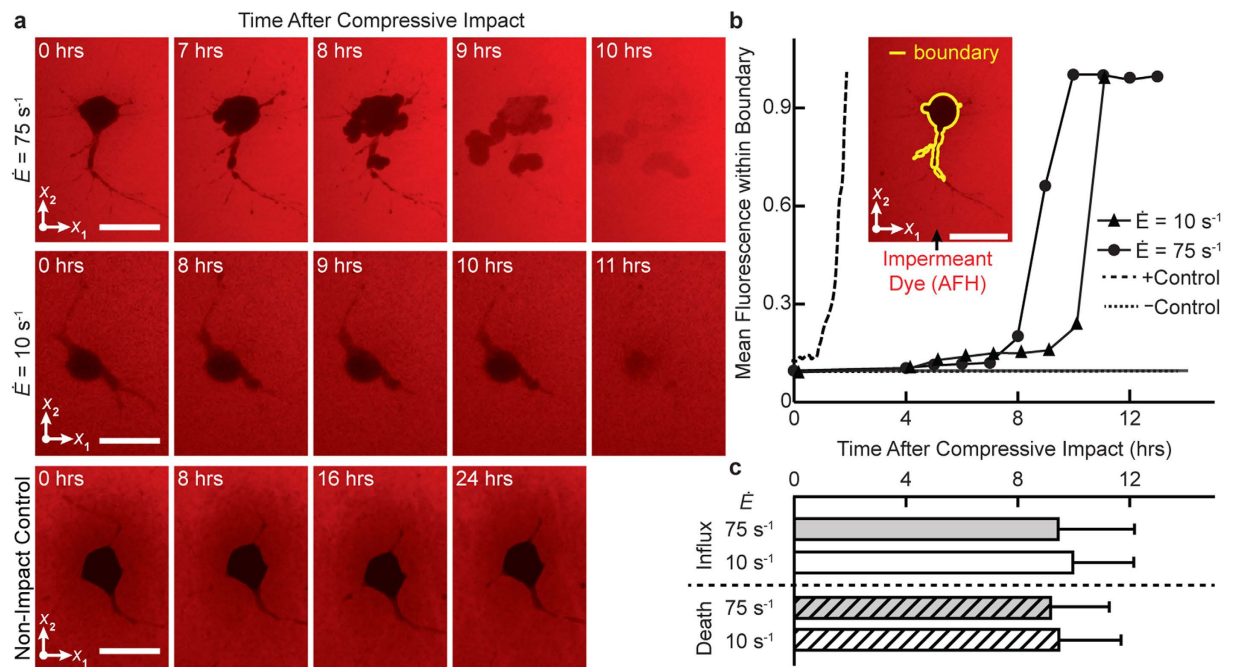 a
Time After Compressive Impact
0 hrs
7 hrs
8 hrs
9 hrs
10 hrs
Ė = 75 s⁻¹
x₂
x₁
0 hrs
8 hrs
9 hrs
10 hrs
11 hrs
Ė = 10 s⁻¹
x₂
x₁
0 hrs
8 hrs
16 hrs
24 hrs
Non-Impact Control
x₂
x₁
b
Mean Fluorescence within Boundary
0.9
0.6
0.3
0
boundary
x₂
x₁
Impermeant
Dye (AFH)
Ė = 10 s⁻¹
Ė = 75 s⁻¹
+Control
−Control
0
4
8
12
Time After Compressive Impact (hrs)
c
0
4
8
12
Ė
Influx
75 s⁻¹
10 s⁻¹
Death
75 s⁻¹
10 s⁻¹